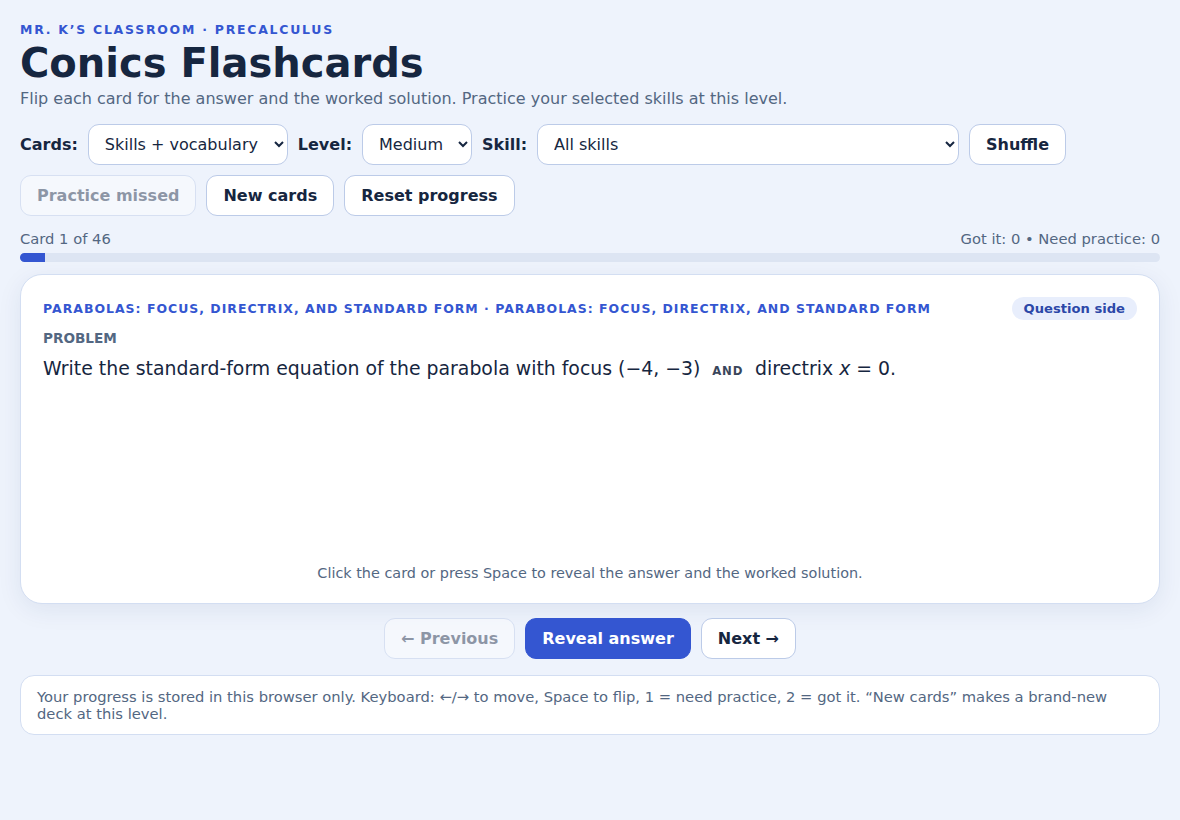 MR. K’S CLASSROOM · PRECALCULUS
Conics Flashcards
Flip each card for the answer and the worked solution. Practice your selected skills at this level.
Cards: Skills + vocabulary Level: Medium Skill: All skills Shuffle
Practice missed New cards Reset progress
Card 1 of 46 Got it: 0 • Need practice: 0
PARABOLAS: FOCUS, DIRECTRIX, AND STANDARD FORM · PARABOLAS: FOCUS, DIRECTRIX, AND STANDARD FORM Question side
PROBLEM
Write the standard-form equation of the parabola with focus (−4, −3) AND directrix x = 0.
Click the card or press Space to reveal the answer and the worked solution.
← Previous Reveal answer Next →
Your progress is stored in this browser only. Keyboard: ←/→ to move, Space to flip, 1 = need practice, 2 = got it. “New cards” makes a brand-new
deck at this level.